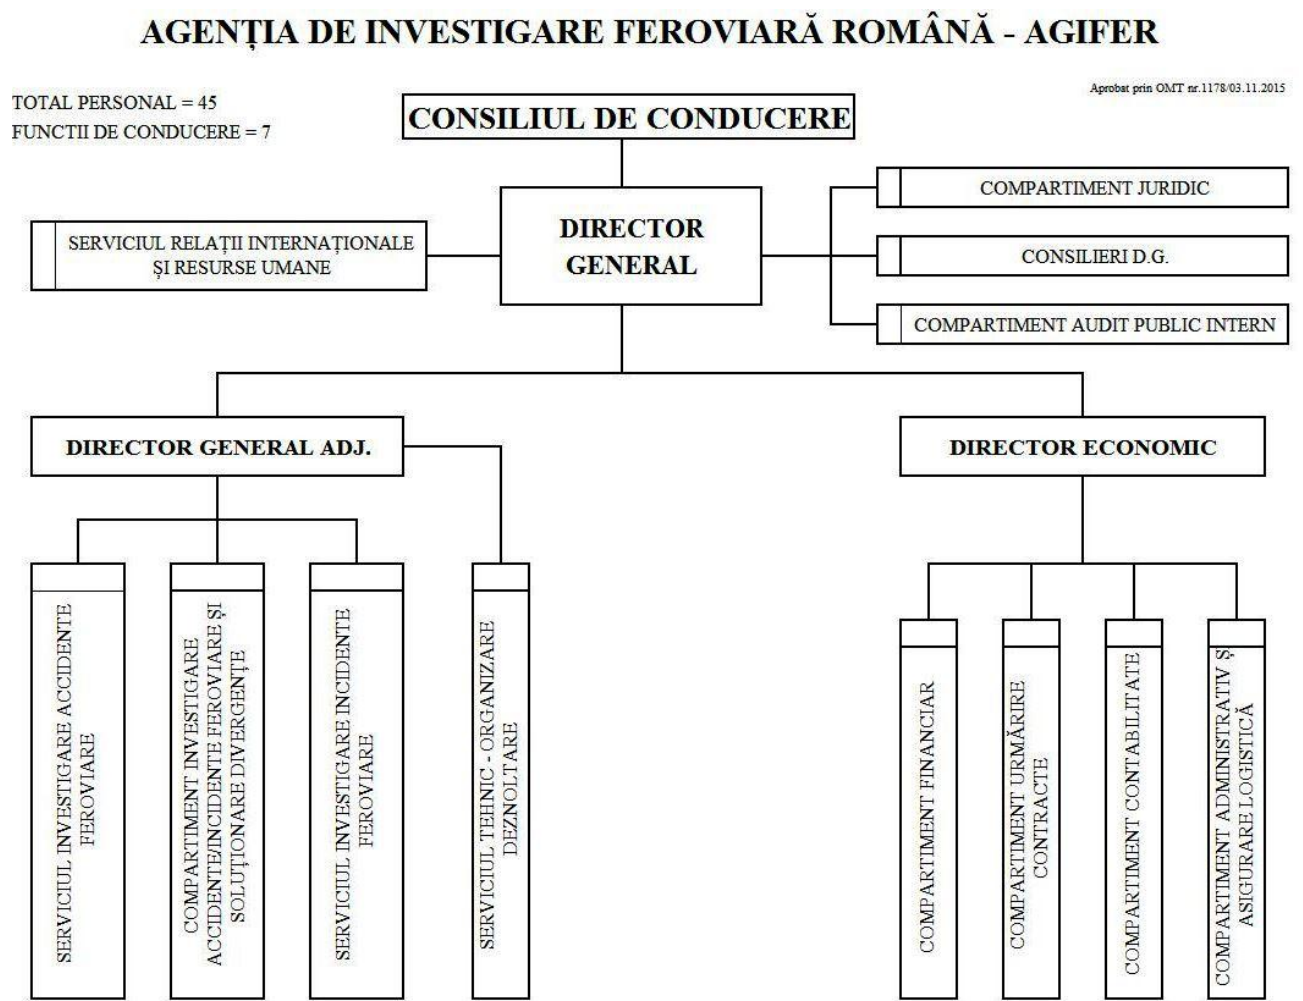 AGENȚIA DE INVESTIGARE FEROVIARĂ ROMÂNĂ - AGIFER
Aprobat prin OMT nr.1178/03.11.2015
TOTAL PERSONAL = 45
FUNCTII DE CONDUCERE = 7
CONSILIUL DE CONDUCERE
DIRECTOR
GENERAL
SERVICIUL RELAȚII INTERNAȚIONALE
ȘI RESURSE UMANE
COMPARTIMENT JURIDIC
CONSILIERI D.G.
COMPARTIMENT AUDIT PUBLIC INTERN
DIRECTOR GENERAL ADJ.
DIRECTOR ECONOMIC
SERVICIUL INVESTIGARE ACCIDENTE
FEROVIARE
COMPARTIMENT INVESTIGARE
ACCIDENTE/INCIDENTE FEROVIARE ȘI
SOLUȚIONARE DIVERGENȚE
SERVICIUL INVESTIGARE INCIDENTE
FEROVIARE
SERVICIUL TEHNIC - ORGANIZARE
DEZNOLTARE
COMPARTIMENT FINANCIAR
COMPARTIMENT URMĂRIRE
CONTRACTE
COMPARTIMENT CONTABILITATE
COMPARTIMENT ADMINISTRATIV Ș
ASIGURARE LOGISTICĂ